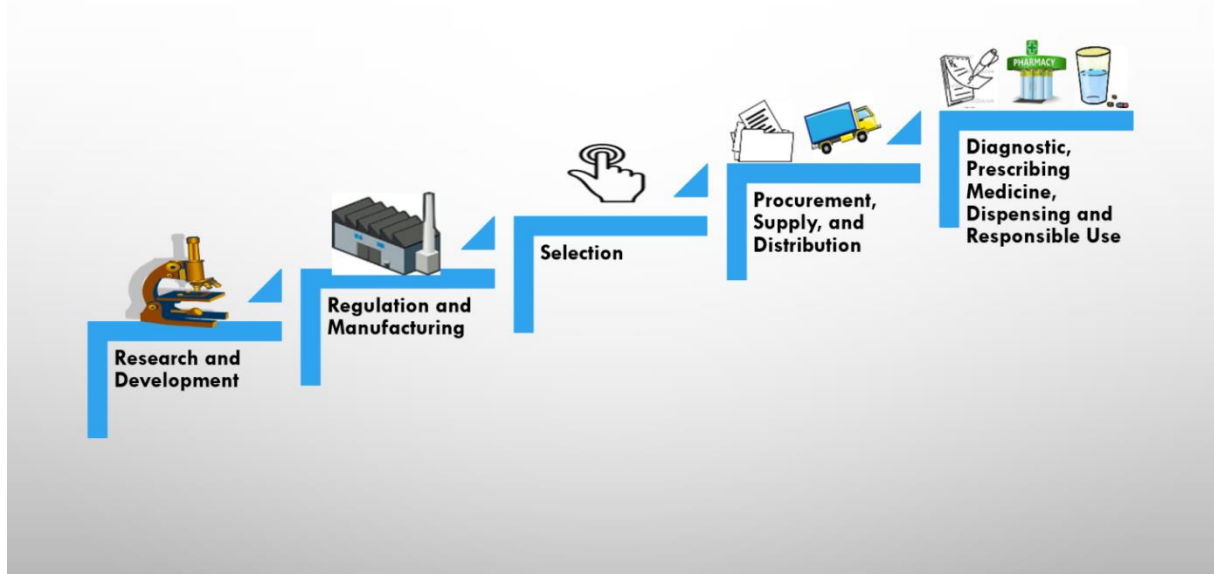 Research and
Development
Regulation and
Manufacturing
Selection
Procurement,
Supply, and
Distribution
PHARMACY
Diagnostic,
Prescribing
Medicine,
Dispensing and
Responsible Use